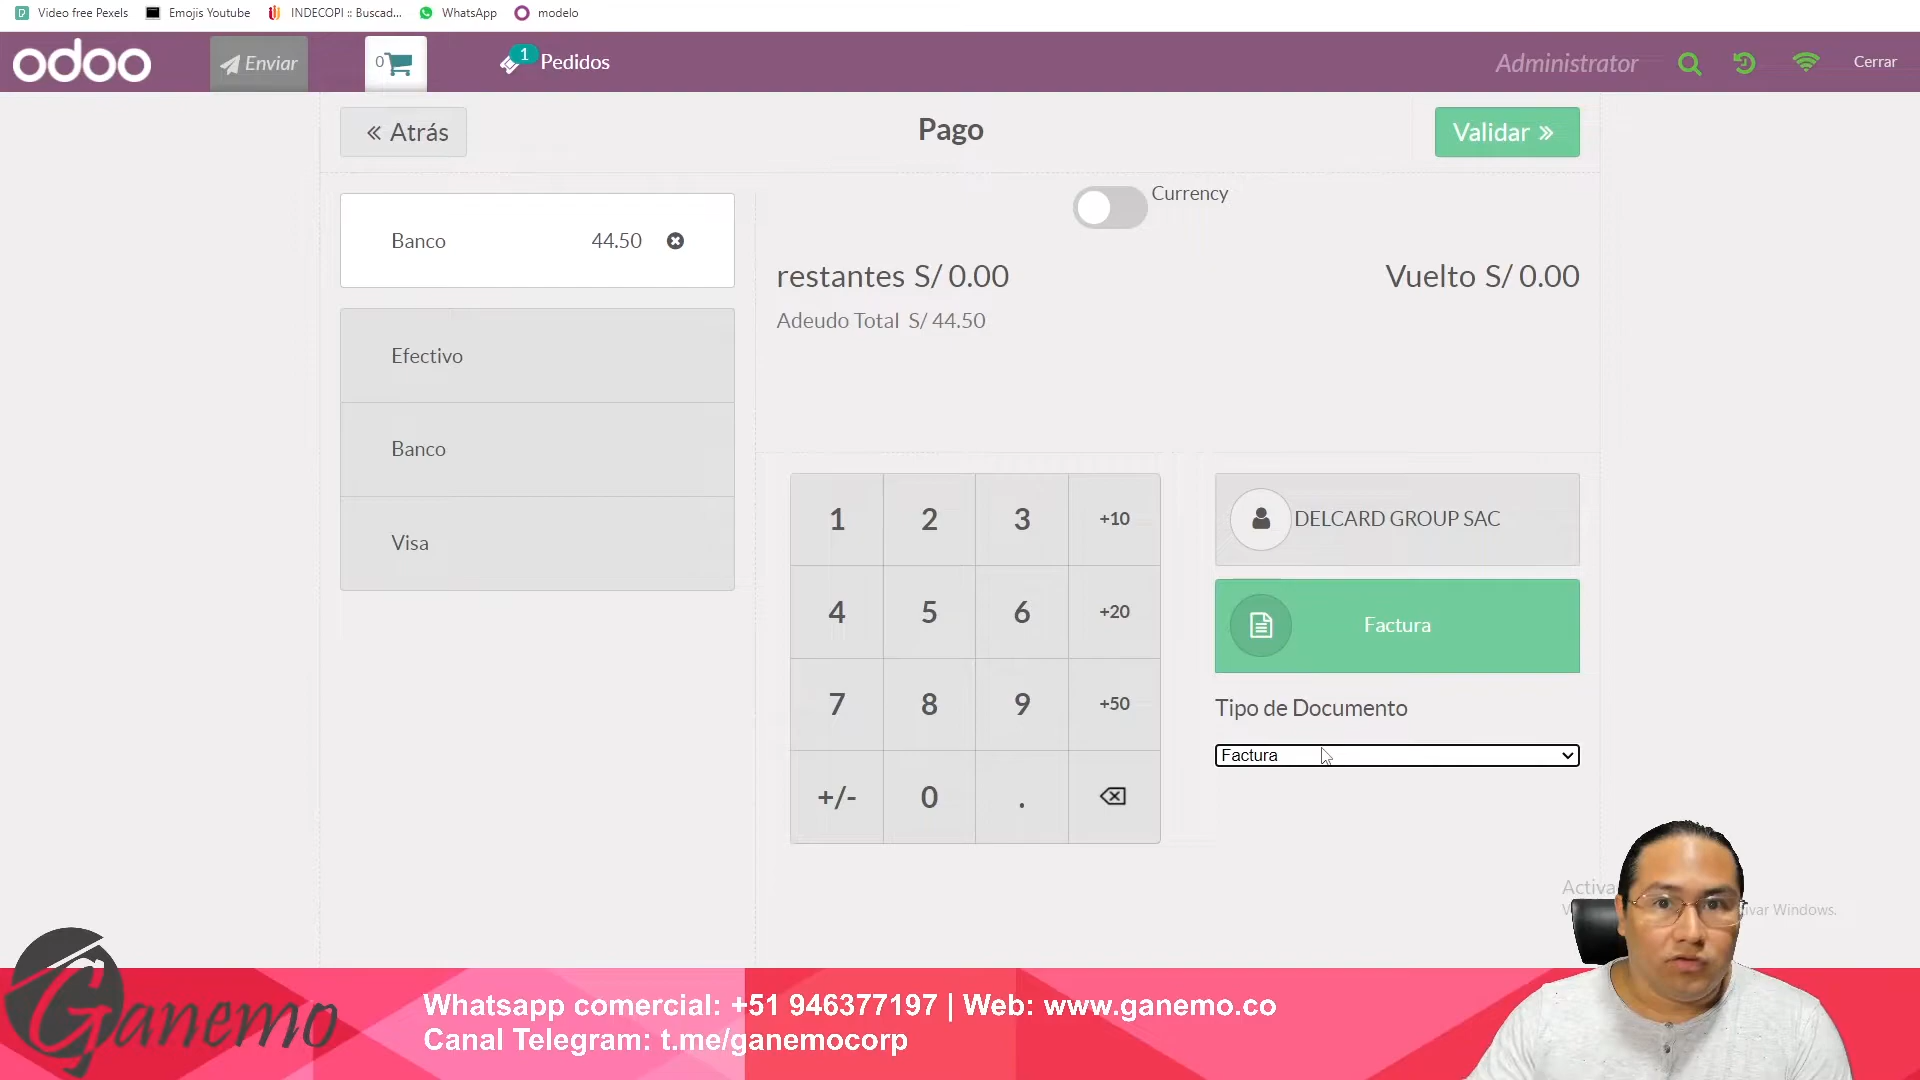 Video free Pexels
Emojis Youtube
INDECOPI :: Buscad...
WhatsApp
modelo
odoo
Enviar
0
1
Pedidos
Administrator
Cerrar
Atrás
Pago
Validar
Banco 44.50
Currency
restantes S/ 0.00
Vuelto S/ 0.00
Adeudo Total S/ 44.50
Efectivo
Banco
Visa
1 2 3 +10
4 5 6 +20
7 8 9 +50
+/- 0 .
DELCARD GROUP SAC
Factura
Tipo de Documento
Factura
Activa
ivar Windows.
Ganemo
Whatsapp comercial: +51 946377197 | Web: www.ganemo.co
Canal Telegram: t.me/ganemocorp